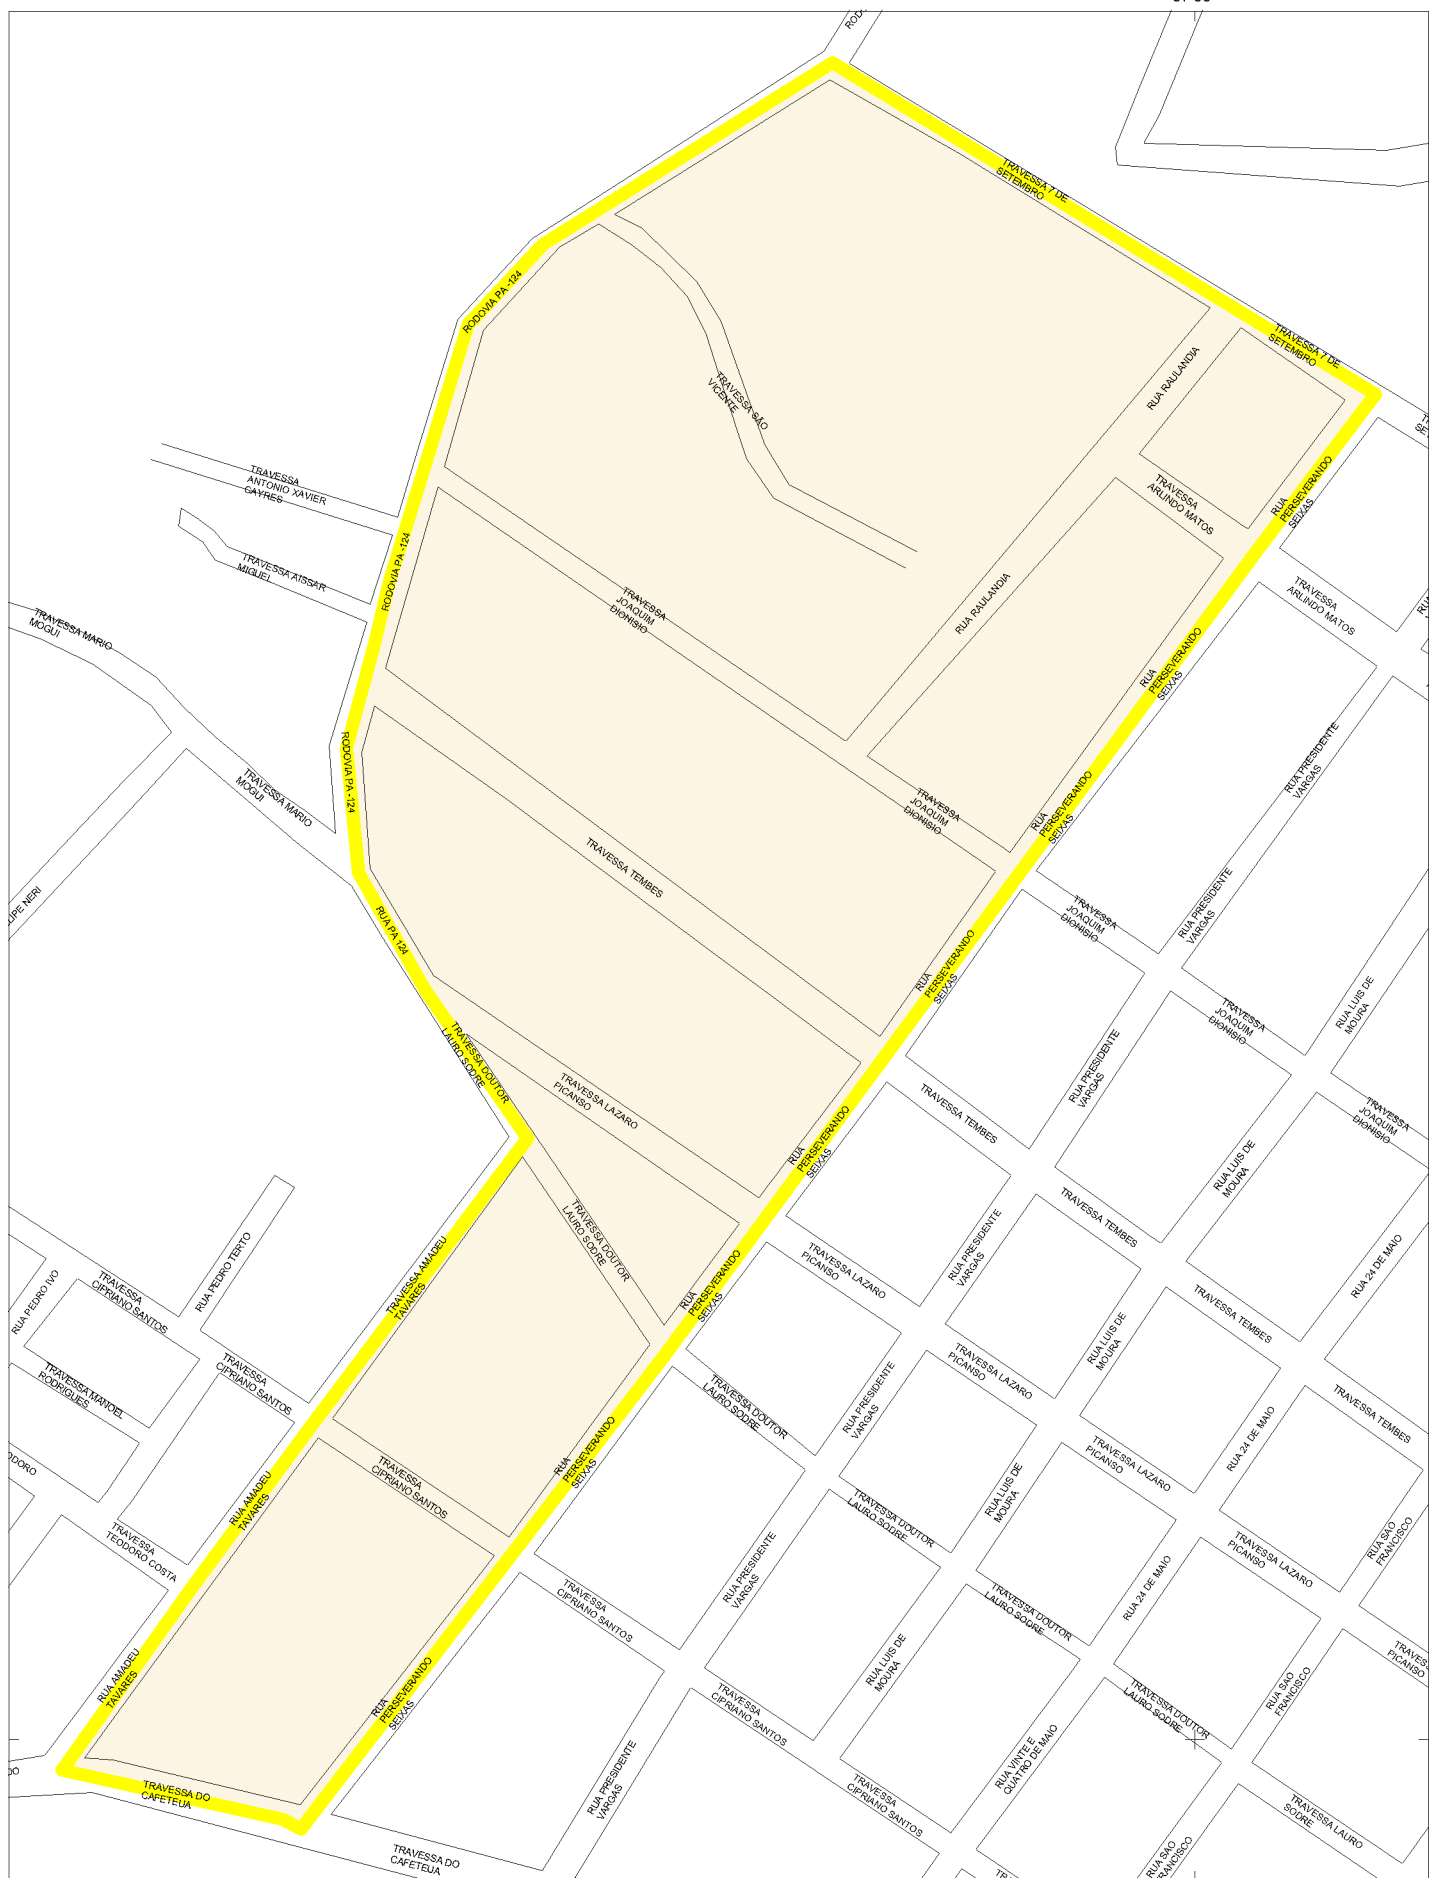 TRAVESSA 7 DE
SETEMBRO
TRAVESSA 7 DE
SETEMBRO
RODOVIA PA -124
RUA RAULANDIA
TRAVESSA SÃO
VICENTE
TRAVESSA
ANTONIO XAVIER
CAYRES
RUA
PERSEVERANDO
SEIXAS
TRAVESSA
ARLINDO MATOS
RODOVIA PA -124
TRAVESSA AISSAR
MIGUEL
TRAVESSA
JOAQUIM
DIONISIO
RUA RAULANDIA
TRAVESSA
ARLINDO MATOS
TRAVESSA MARIO
MOGUI
RUA
PERSEVERANDO
SEIXAS
RODOVIA PA -124
TRAVESSA MARIO
MOGUI
RUA PRESIDENTE
VARGAS
TRAVESSA
JOAQUIM
DIONISIO
RUA
PERSEVERANDO
SEIXAS
TRAVESSA TEMBES
LIPE NERI
RUA PA 124
TRAVESSA
JOAQUIM
DIONISIO
RUA PRESIDENTE
VARGAS
RUA
PERSEVERANDO
SEIXAS
RUA LUIS DE
MOURA
TRAVESSA
JOAQUIM
DIONISIO
TRAVESSA DOUTOR
LAURO SODRE
RUA PRESIDENTE
VARGAS
TRAVESSA LAZARO
PICANSO
TRAVESSA TEMBES
TRAVESSA
JOAQUIM
DIONISIO
RUA
PERSEVERANDO
SEIXAS
RUA LUIS DE
MOURA
TRAVESSA TEMBES
TRAVESSA DOUTOR
LAURO SODRE
RUA PRESIDENTE
VARGAS
RUA PEDRO TERTO
TRAVESSA AMADEU
TAVARES
TRAVESSA LAZARO
PICANSO
RUA 24 DE MAIO
RUA PEDRO IVO
TRAVESSA
CIPRIANO SANTOS
RUA
PERSEVERANDO
SEIXAS
TRAVESSA TEMBES
RUA LUIS DE
MOURA
TRAVESSA
CIPRIANO SANTOS
TRAVESSA MANOEL
RODRIGUES
TRAVESSA LAZARO
PICANSO
TRAVESSA DOUTOR
LAURO SODRE
RUA PRESIDENTE
VARGAS
TRAVESSA TEMBES
RUA 24 DE MAIO
ODORO
TRAVESSA
CIPRIANO SANTOS
RUA
PERSEVERANDO
SEIXAS
TRAVESSA LAZARO
PICANSO
RUA AMADEU
TAVARES
RUA LUIS DE
MOURA
TRAVESSA DOUTOR
LAURO SODRE
TRAVESSA
TEODORO COSTA
RUA SAO
FRANCISCO
TRAVESSA LAZARO
PICANSO
RUA PRESIDENTE
VARGAS
TRAVESSA
CIPRIANO SANTOS
RUA 24 DE MAIO
TRAVESSA DOUTOR
LAURO SODRE
RUA AMADEU
TAVARES
RUA LUIS DE
MOURA
RUA
PERSEVERANDO
SEIXAS
RUA SAO
FRANCISCO
TRAVES
PICANSO
TRAVESSA
CIPRIANO SANTOS
TRAVESSA DOUTOR
LAURO SODRE
RUA VINTE E
QUATRO DE MAIO
DO
TRAVESSA DO
CAFETEUA
RUA PRESIDENTE
VARGAS
TRAVESSA
CIPRIANO SANTOS
TRAVESSA LAURO
SODRE
TRAVESSA DO
CAFETEUA
RUA SAO
RANCISCO